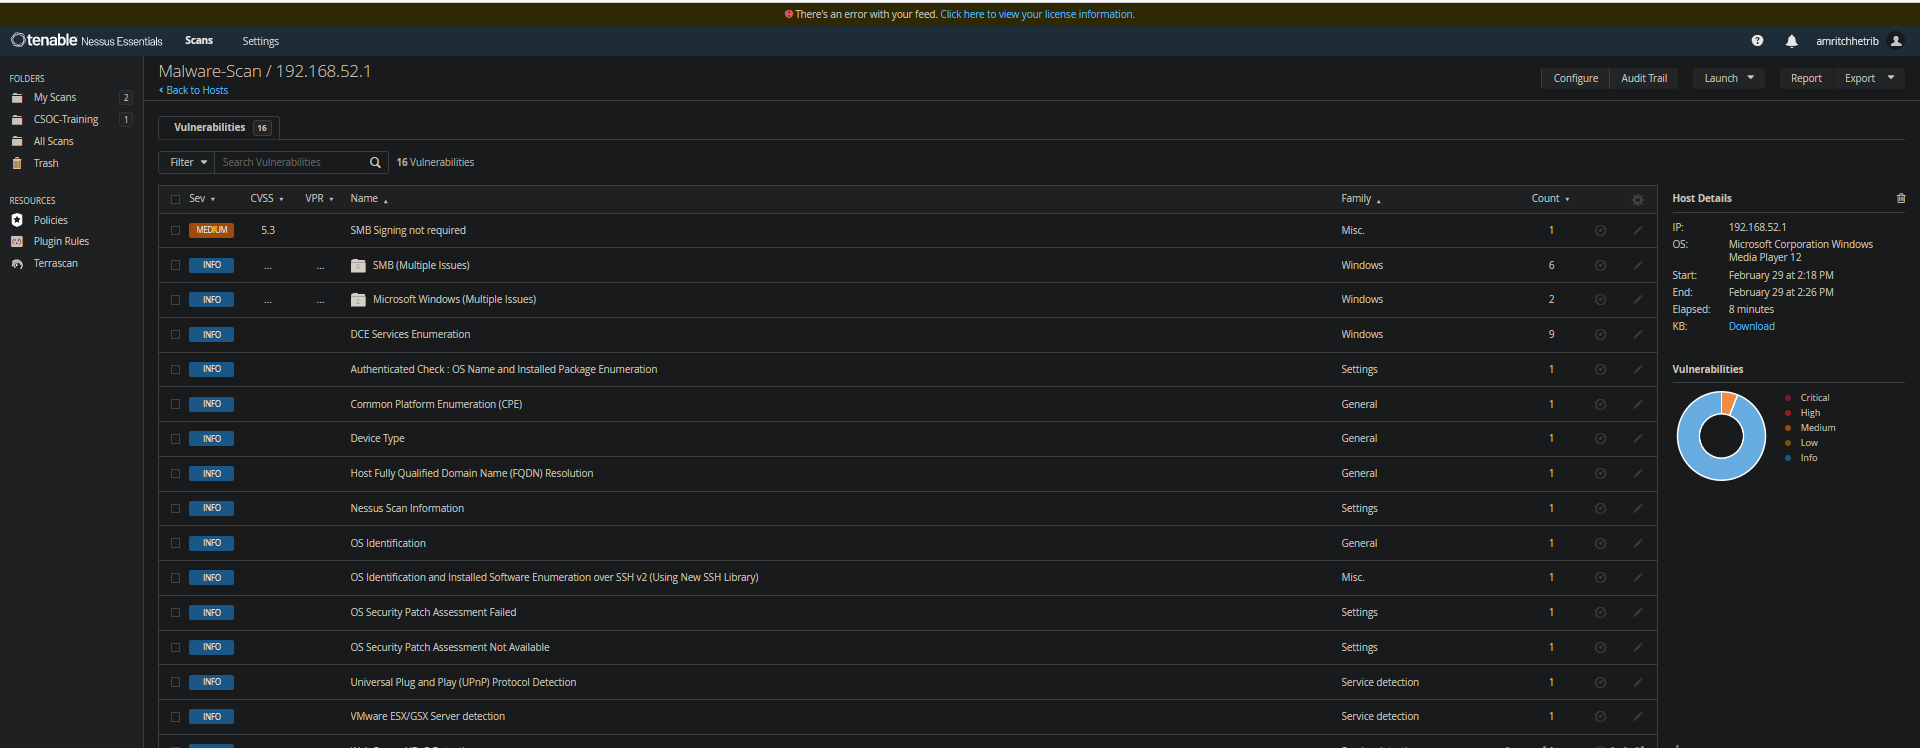 There's an error with your feed. Click here to view your license information.
tenable Nessus Essentials Scans Settings amritchhetrib
FOLDERS
My Scans 2
CSOC-Training 1
All Scans
Trash
RESOURCES
Policies
Plugin Rules
Terrascan
Malware-Scan / 192.168.52.1
Back to Hosts
Configure Audit Trail Launch Report Export
Vulnerabilities 16
Filter Search Vulnerabilities 16 Vulnerabilities
Sev CVSS VPR Name Family Count
MEDIUM 5.3 SMB Signing not required Misc. 1
INFO ... ... SMB (Multiple Issues) Windows 6
INFO ... ... Microsoft Windows (Multiple Issues) Windows 2
INFO DCE Services Enumeration Windows 9
INFO Authenticated Check : OS Name and Installed Package Enumeration Settings 1
INFO Common Platform Enumeration (CPE) General 1
INFO Device Type General 1
INFO Host Fully Qualified Domain Name (FQDN) Resolution General 1
INFO Nessus Scan Information Settings 1
INFO OS Identification General 1
INFO OS Identification and Installed Software Enumeration over SSH v2 (Using New SSH Library) Misc. 1
INFO OS Security Patch Assessment Failed Settings 1
INFO OS Security Patch Assessment Not Available Settings 1
INFO Universal Plug and Play (UPnP) Protocol Detection Service detection 1
INFO VMware ESX/GSX Server detection Service detection 1
Host Details
IP: 192.168.52.1
OS: Microsoft Corporation Windows
Media Player 12
Start: February 29 at 2:18 PM
End: February 29 at 2:26 PM
Elapsed: 8 minutes
KB: Download
Vulnerabilities
Critical
High
Medium
Low
Info